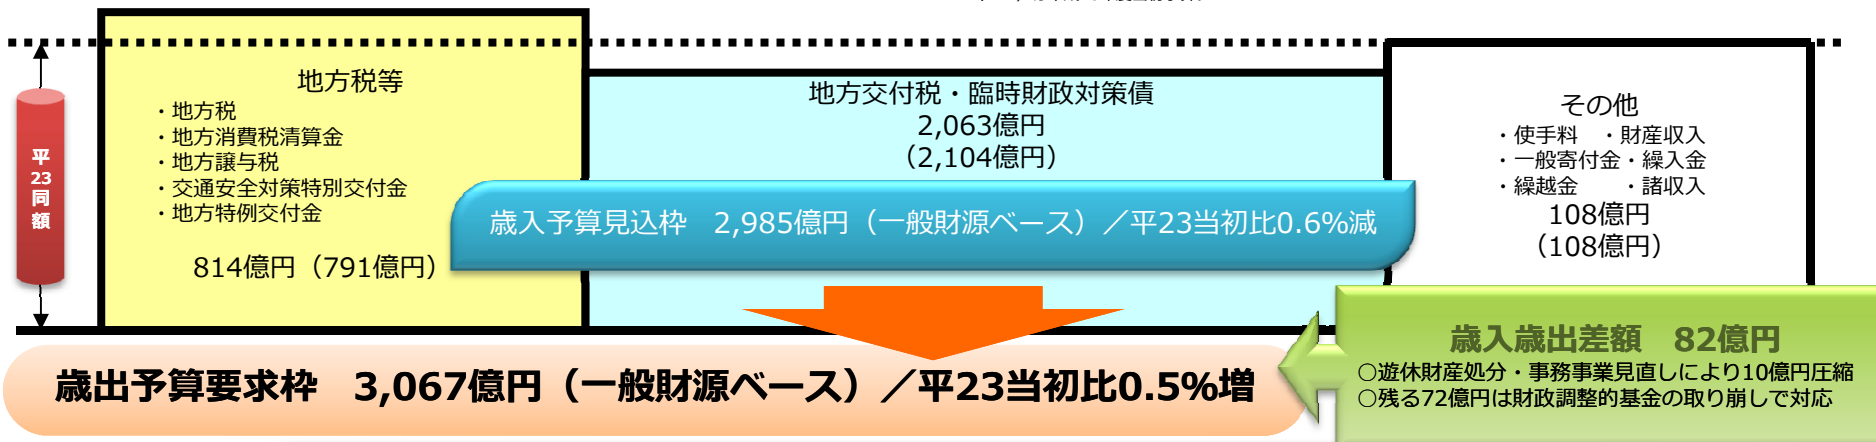 平
23
同
額
地方税等
・地方税
・地方消費税清算金
・地方譲与税
・交通安全対策特別交付金
・地方特例交付金
814億円（791億円）
地方交付税・臨時財政対策債
2,063億円
（2,104億円）
歳入予算見込枠　2,985億円（一般財源ベース）／平23当初比0.6%減
その他
・使手料　・財産収入
・一般寄付金・繰入金
・繰越金　　・諸収入
108億円
（108億円）
歳出予算要求枠　3,067億円（一般財源ベース）／平23当初比0.5%増
歳入歳出差額　82億円
○遊休財産処分・事務事業見直しにより10億円圧縮
○残る72億円は財政調整的基金の取り崩しで対応